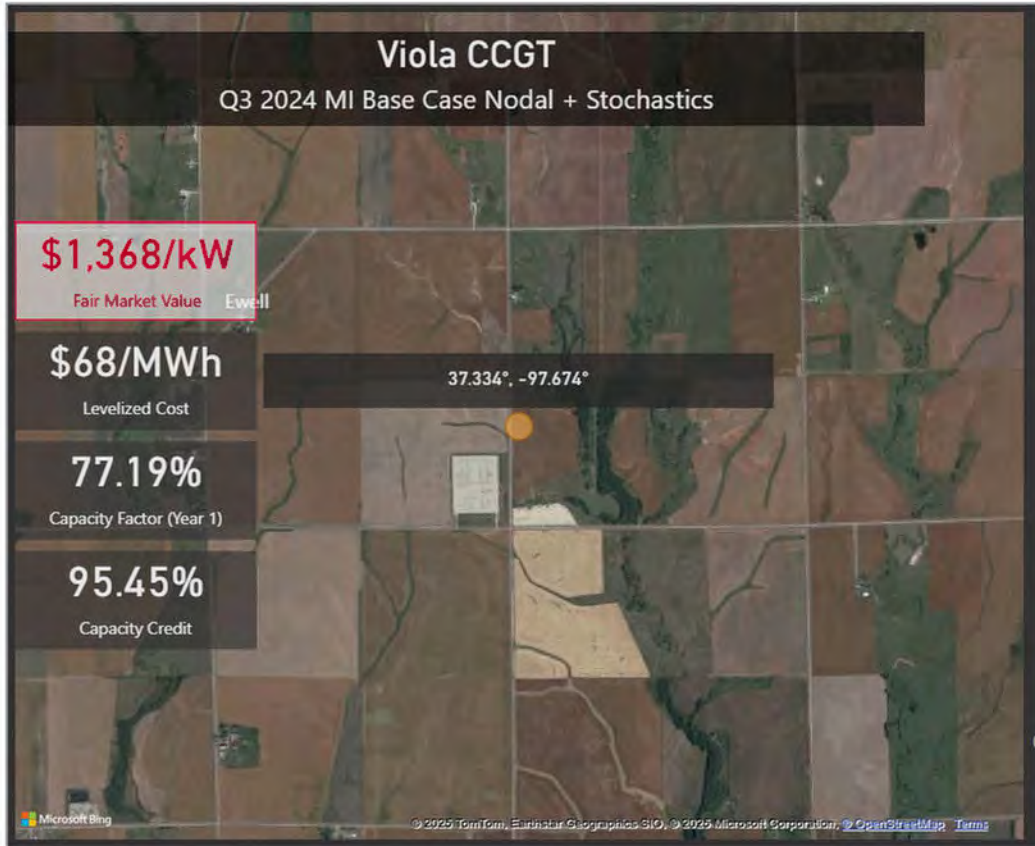 Viola CCGT
Q3 2024 MI Base Case Nodal + Stochastics
$1,368/kW
Fair Market Value
Ewell
$68/MWh
Levelized Cost
37.334°, -97.674°
77.19%
Capacity Factor (Year 1)
95.45%
Capacity Credit
Microsoft Bing
© 2025 TomTom, Earthstar Geographics SIO, © 2025 Microsoft Corporation, © OpenStreetMap Terms